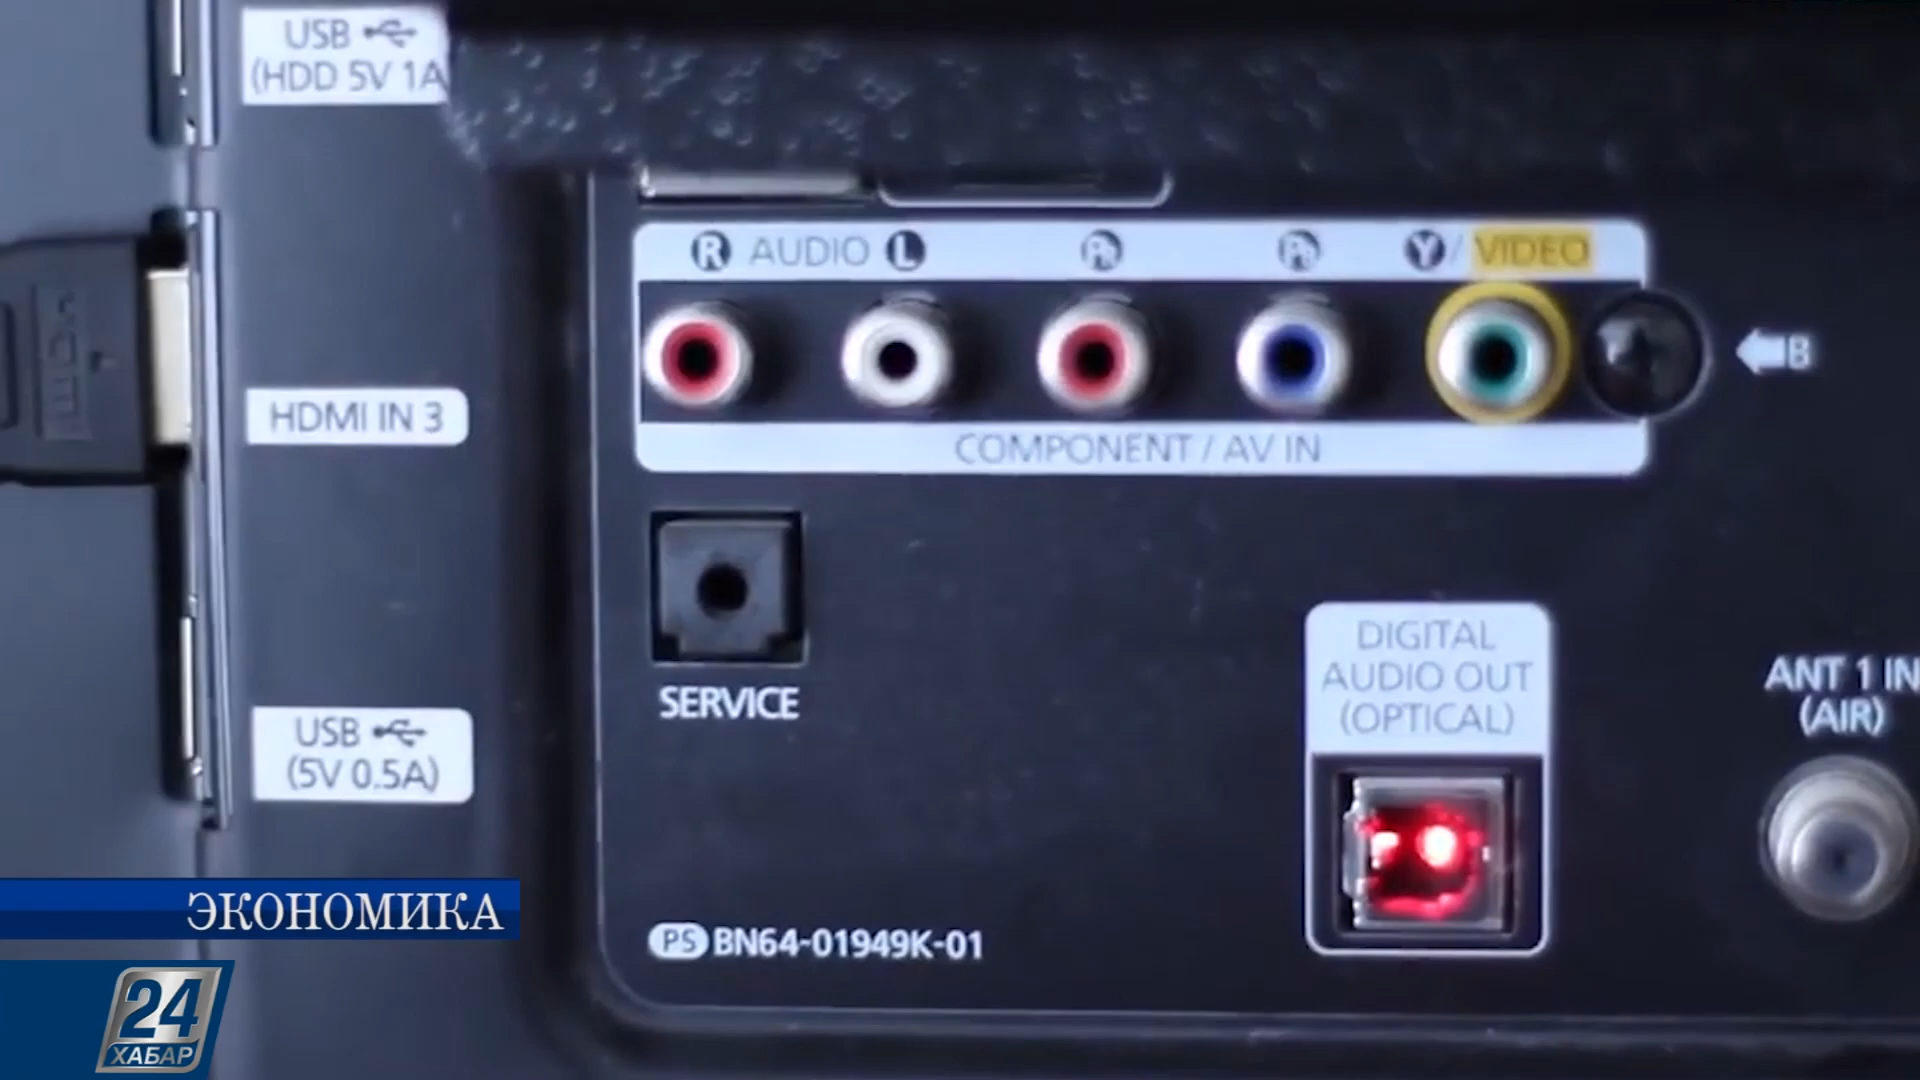 USB
(HDD 5V 1A
R AUDIO L PR PB Y / VIDEO
B
HDMI
HDMI IN 3
COMPONENT / AV IN
SERVICE
DIGITAL
AUDIO OUT
(OPTICAL)
ANT 1 IN
(AIR)
USB
(5V 0.5A)
PS BN64-01949K-01
ЭКОНОМИКА
24
ХАБАР